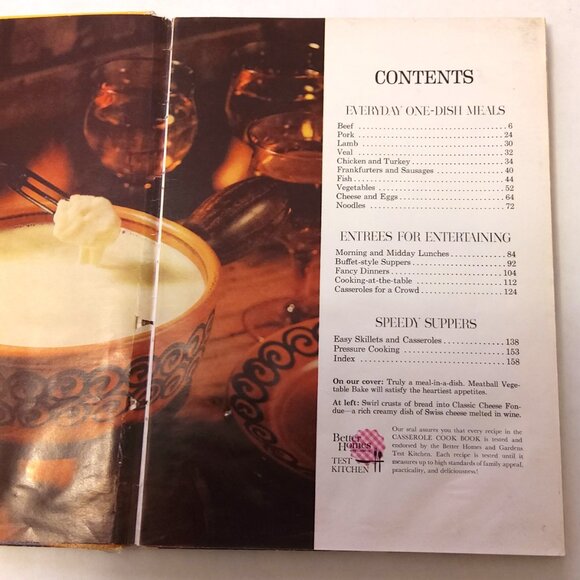 CONTENTS
EVERYDAY ONE-DISH MEALS
Beef . . . . . . . . . . . . . . . . . . . . . . . . . . . . . . . 6
Pork . . . . . . . . . . . . . . . . . . . . . . . . . . . . . . 24
Lamb . . . . . . . . . . . . . . . . . . . . . . . . . . . . . . 30
Veal . . . . . . . . . . . . . . . . . . . . . . . . . . . . . . 32
Chicken and Turkey . . . . . . . . . . . . . . . . . . . . 34
Frankfurters and Sausages . . . . . . . . . . . . . . . 40
Fish . . . . . . . . . . . . . . . . . . . . . . . . . . . . . . 44
Vegetables . . . . . . . . . . . . . . . . . . . . . . . . . . 52
Cheese and Eggs . . . . . . . . . . . . . . . . . . . . . . 64
Noodles . . . . . . . . . . . . . . . . . . . . . . . . . . . . 72
ENTREES FOR ENTERTAINING
Morning and Midday Lunches . . . . . . . . . . . . 84
Buffet-style Suppers . . . . . . . . . . . . . . . . . . . . 92
Fancy Dinners . . . . . . . . . . . . . . . . . . . . . . . 104
Cooking-at-the-table . . . . . . . . . . . . . . . . . . 112
Casseroles for a Crowd . . . . . . . . . . . . . . . . . 124
SPEEDY SUPPERS
Easy Skillets and Casseroles . . . . . . . . . . . . . 138
Pressure Cooking . . . . . . . . . . . . . . . . . . . . . 153
Index . . . . . . . . . . . . . . . . . . . . . . . . . . . . . 158
On our cover: Truly a meal-in-a-dish. Meatball Vege-
table Bake will satisfy the heartiest appetites.
At left: Swirl crusts of bread into Classic Cheese Fon-
due—a rich creamy dish of Swiss cheese melted in wine.
Better
Homes
TEST
KITCHEN
Our seal assures you that every recipe in the
CASSEROLE COOK BOOK is tested and
endorsed by the Better Homes and Gardens
Test Kitchen. Each recipe is tested until it
measures up to high standards of family appeal,
practicality, and deliciousness!